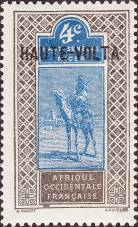 4c
HAUTE-VOLTA
AFRIQUE
OCCIDENTALE
FRANÇAISE